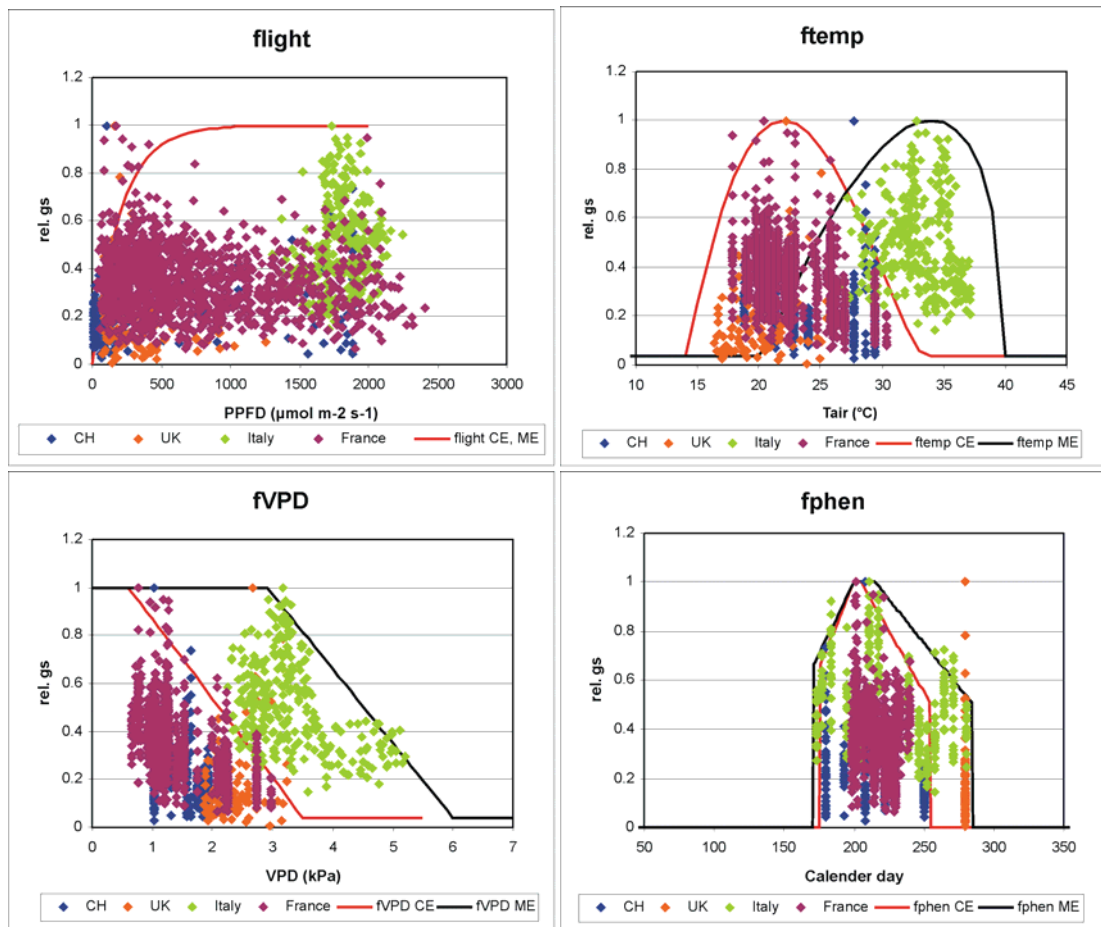 flight
1.2
1
0.8
0.6
0.4
0.2
0
rel. gs
0 500 1000 1500 2000 2500 3000
PPFD (µmol m-2 s-1)
CH UK Italy France flight CE, ME
ftemp
1.2
1
0.8
0.6
0.4
0.2
0
rel. gs
10 15 20 25 30 35 40 45
Tair (°C)
CH UK Italy France ftemp CE ftemp ME
fVPD
1.2
1
0.8
0.6
0.4
0.2
0
rel. gs
0 1 2 3 4 5 6 7
VPD (kPa)
CH UK Italy France fVPD CE fVPD ME
fphen
1.2
1
0.8
0.6
0.4
0.2
0
rel. gs
50 100 150 200 250 300 350
Calender day
CH UK Italy France fphen CE fphen ME